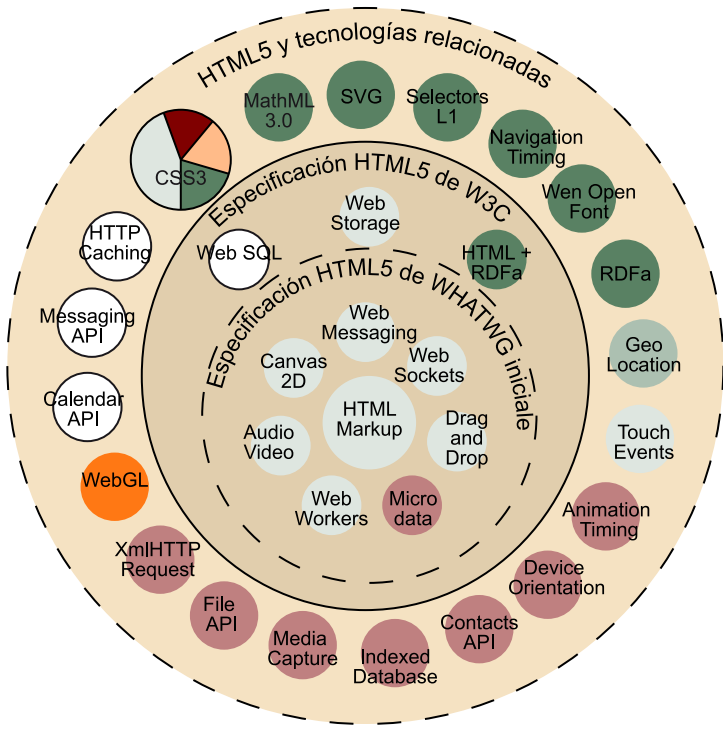 HTML5 y tecnologías relacionadas
MathML
3.0
SVG
Selectors
L1
Navigation
Timing
Wen Open
Font
RDFa
Geo
Location
Touch
Events
Animation
Timing
Device
Orientation
Contacts
API
Indexed
Database
Media
Capture
File
API
XmlHTTP
Request
WebGL
Calendar
API
Messaging
API
HTTP
Caching
CSS3
Especificación HTML5 de W3C
Web
Storage
Web SQL
HTML +
RDFa
Especificación HTML5 de WHATWG iniciale
Web
Messaging
Canvas
2D
Web
Sockets
HTML
Markup
Audio
Video
Drag
and
Drop
Web
Workers
Micro
data